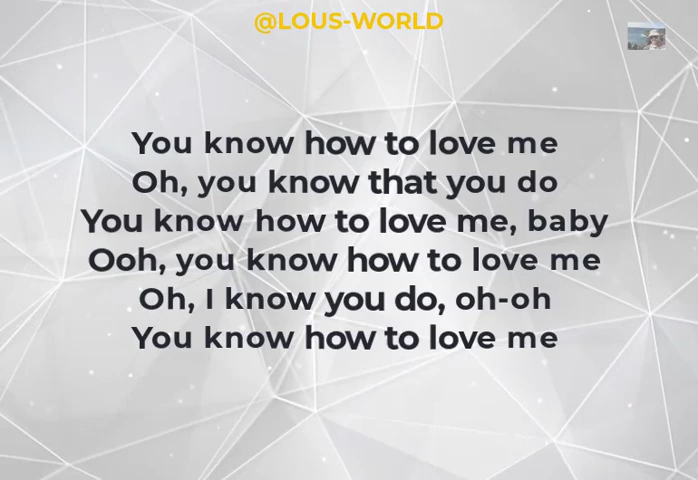 @LOUS-WORLD
You know how to love me
Oh, you know that you do
You know how to love me, baby
Ooh, you know how to love me
Oh, I know you do, oh-oh
You know how to love me